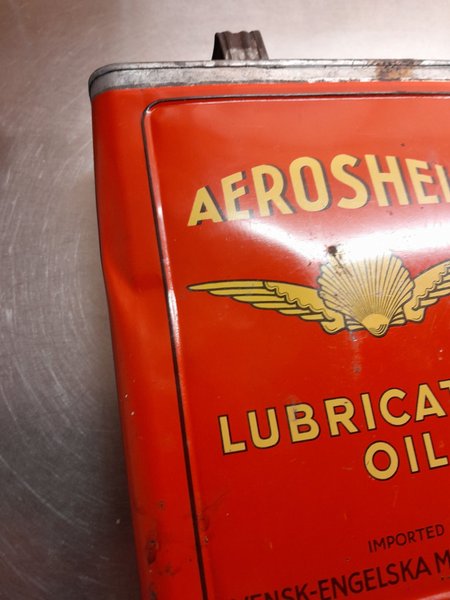 AEROSHEL
LUBRICAT
OIL
IMPORTED
VENSK-ENGELSKA M